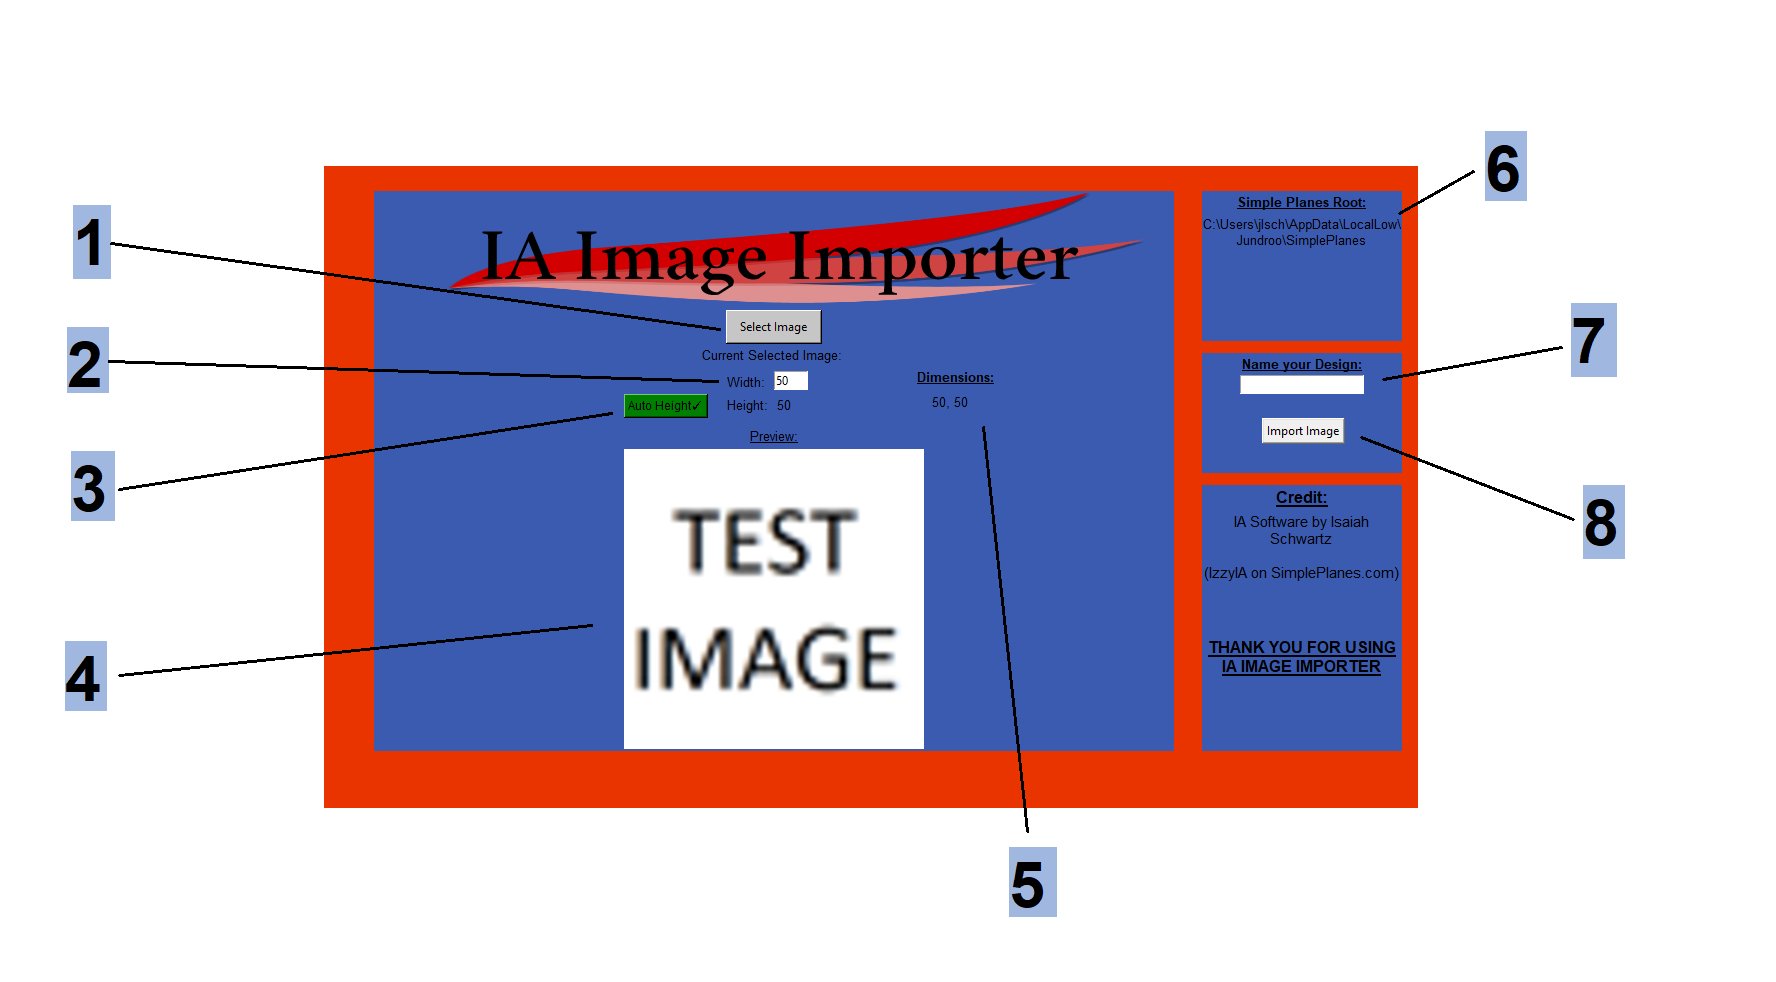 1
2
3
4
5
6
7
8
IA Image Importer
Select Image
Current Selected Image:
Width: 50
Auto Height✓ Height: 50
Dimensions:
50, 50
Preview:
TEST
IMAGE
Simple Planes Root:
C:\Users\jlsch\AppData\LocalLow\
Jundroo\SimplePlanes
Name your Design:
Import Image
Credit:
IA Software by Isaiah
Schwartz
(IzzyIA on SimplePlanes.com)
THANK YOU FOR USING
IA IMAGE IMPORTER